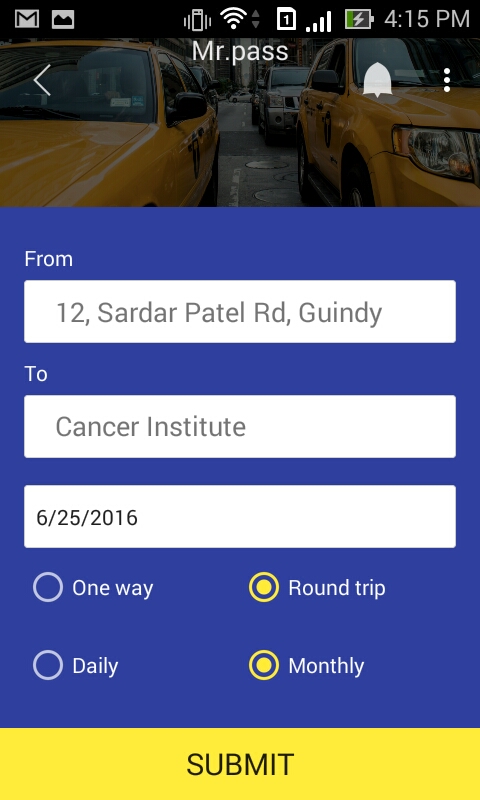 1
4:15 PM
Mr.pass
From
12, Sardar Patel Rd, Guindy
To
Cancer Institute
6/25/2016
One way
Round trip
Daily
Monthly
SUBMIT